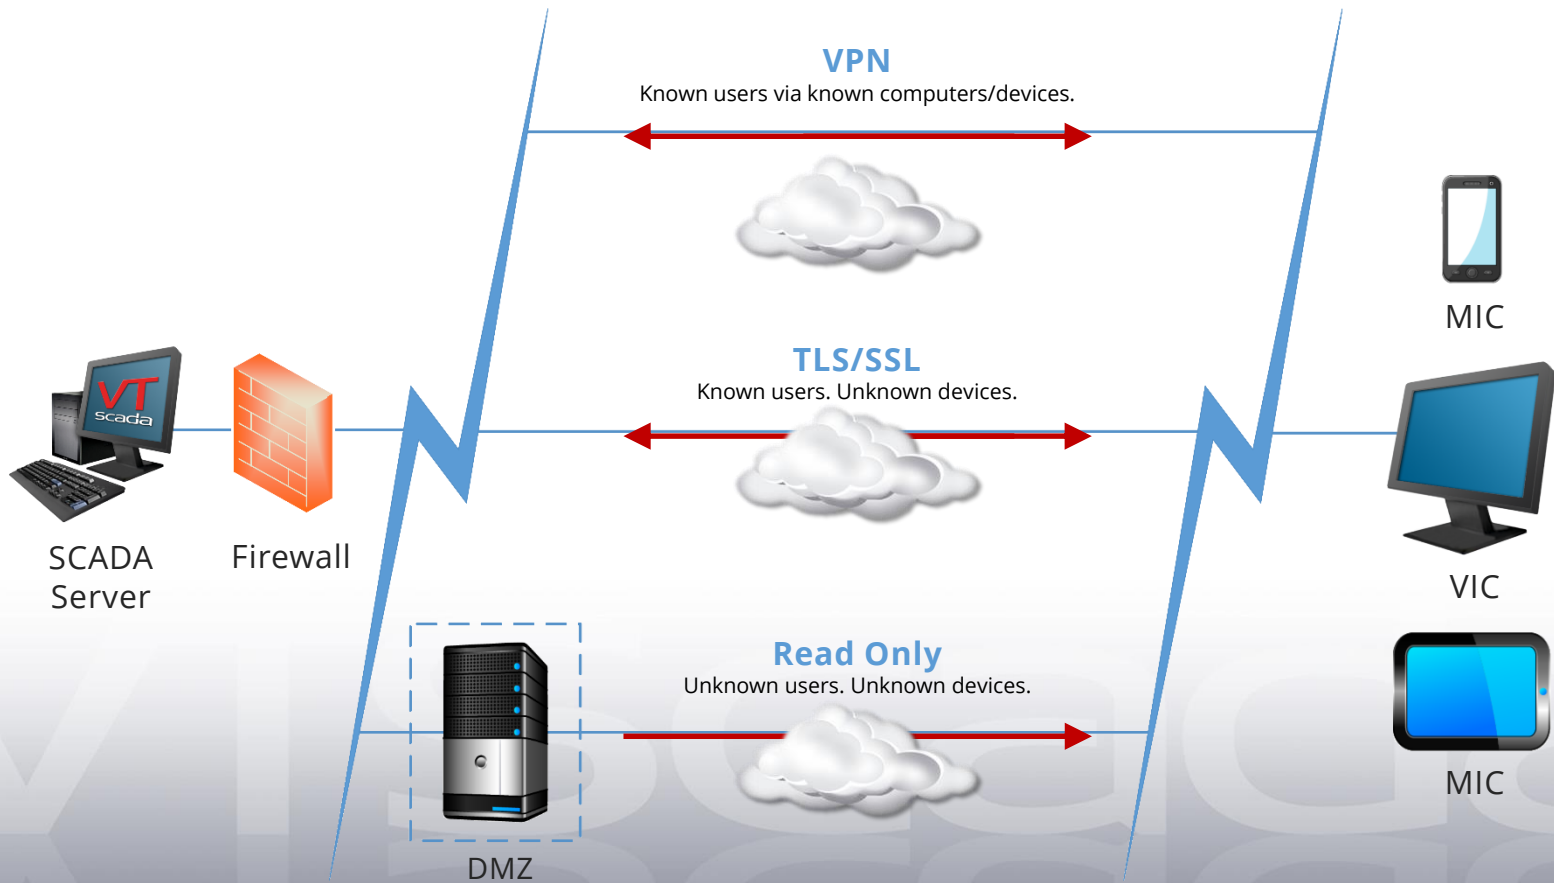 VPN
Known users via known computers/devices.
MIC
TLS/SSL
Known users. Unknown devices.
VT
scada
SCADA
Server
Firewall
VIC
Read Only
Unknown users. Unknown devices.
MIC
DMZ
VTScada